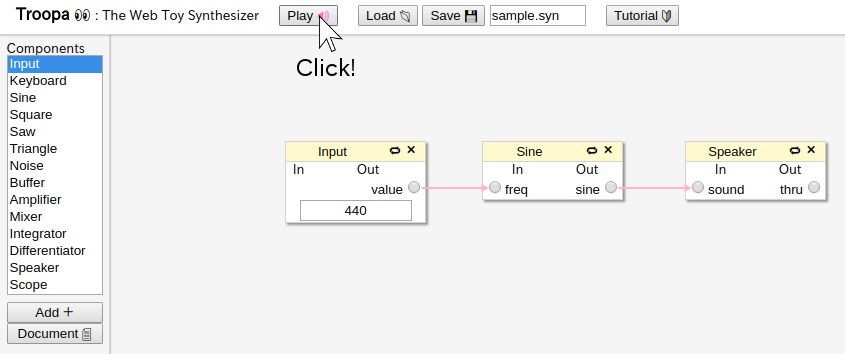 Troopa 👀 : The Web Toy Synthesizer
Play 🔊
Load
Save 💾
sample.syn
Tutorial 🔰
Click!
Components
Input
Keyboard
Sine
Square
Saw
Triangle
Noise
Buffer
Amplifier
Mixer
Integrator
Differentiator
Speaker
Scope
Add +
Document
Input
In Out
value
440
Sine
In Out
freq sine
Speaker
In Out
sound thru